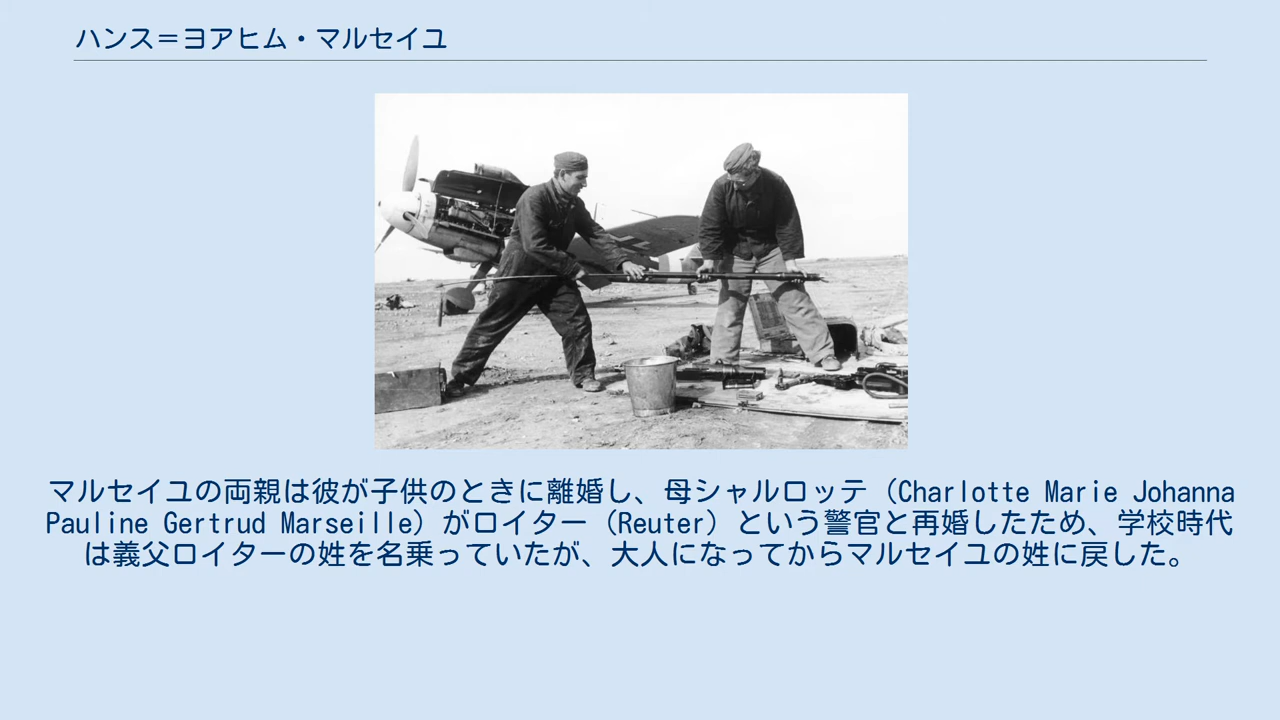 ハンス＝ヨアヒム・マルセイユ
マルセイユの両親は彼が子供のときに離婚し、母シャルロッテ（Charlotte Marie Johanna
Pauline Gertrud Marseille）がロイター（Reuter）という警官と再婚したため、学校時代
は義父ロイターの姓を名乗っていたが、大人になってからマルセイユの姓に戻した。